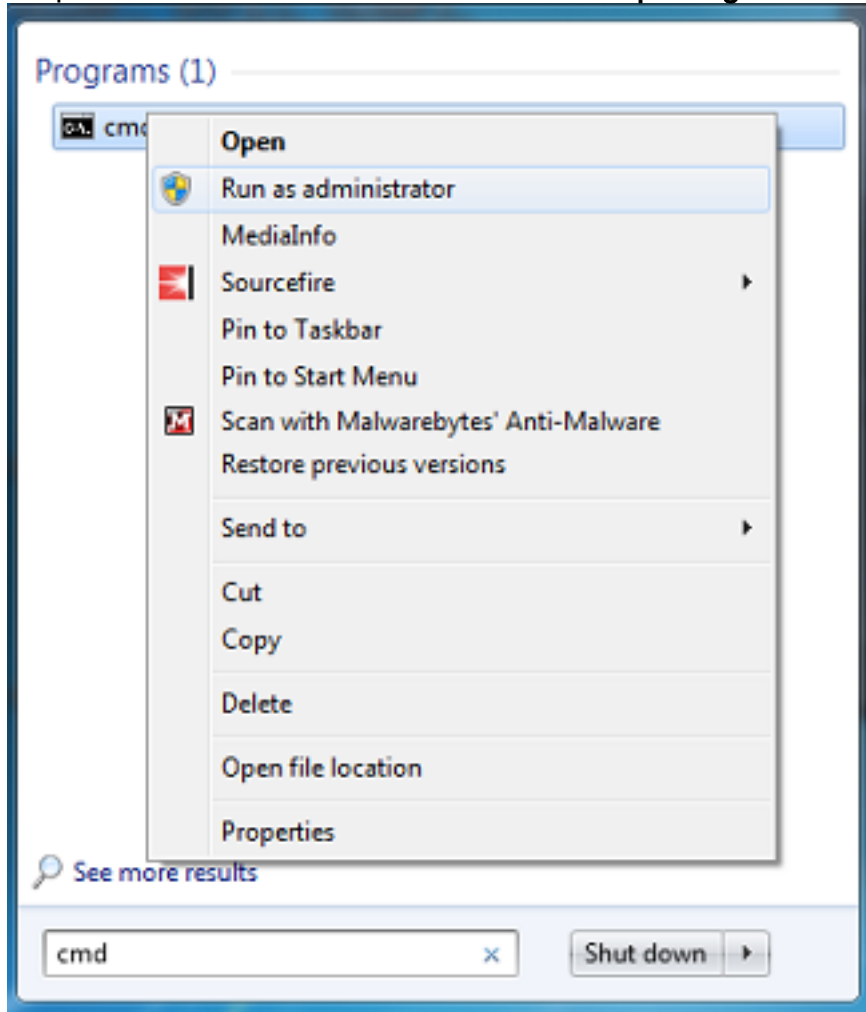 Programs (1)
cmd
Open
Run as administrator
MediaInfo
Sourcefire
Pin to Taskbar
Pin to Start Menu
Scan with Malwarebytes' Anti-Malware
Restore previous versions
Send to
Cut
Copy
Delete
Open file location
Properties
See more results
cmd
Shut down